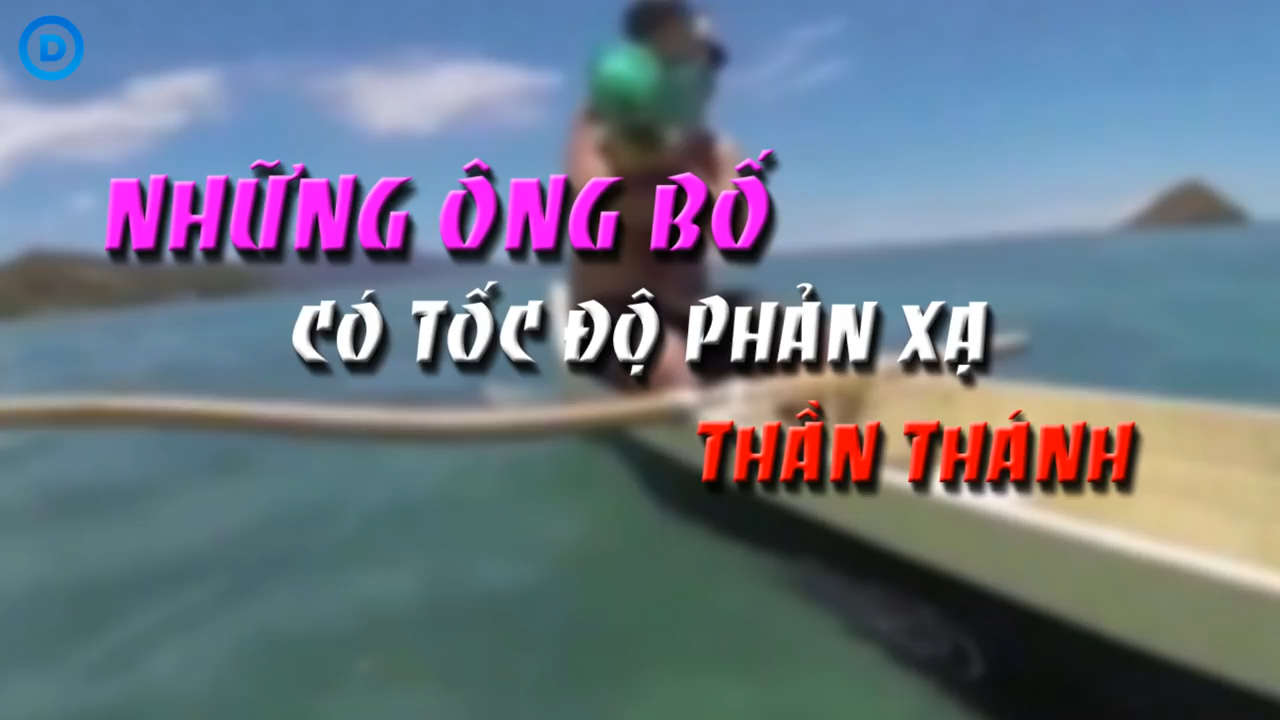 D
NHỮNG ÔNG BỐ
CÓ TỐC ĐỘ PHẢN XẠ
THẦN THÁNH